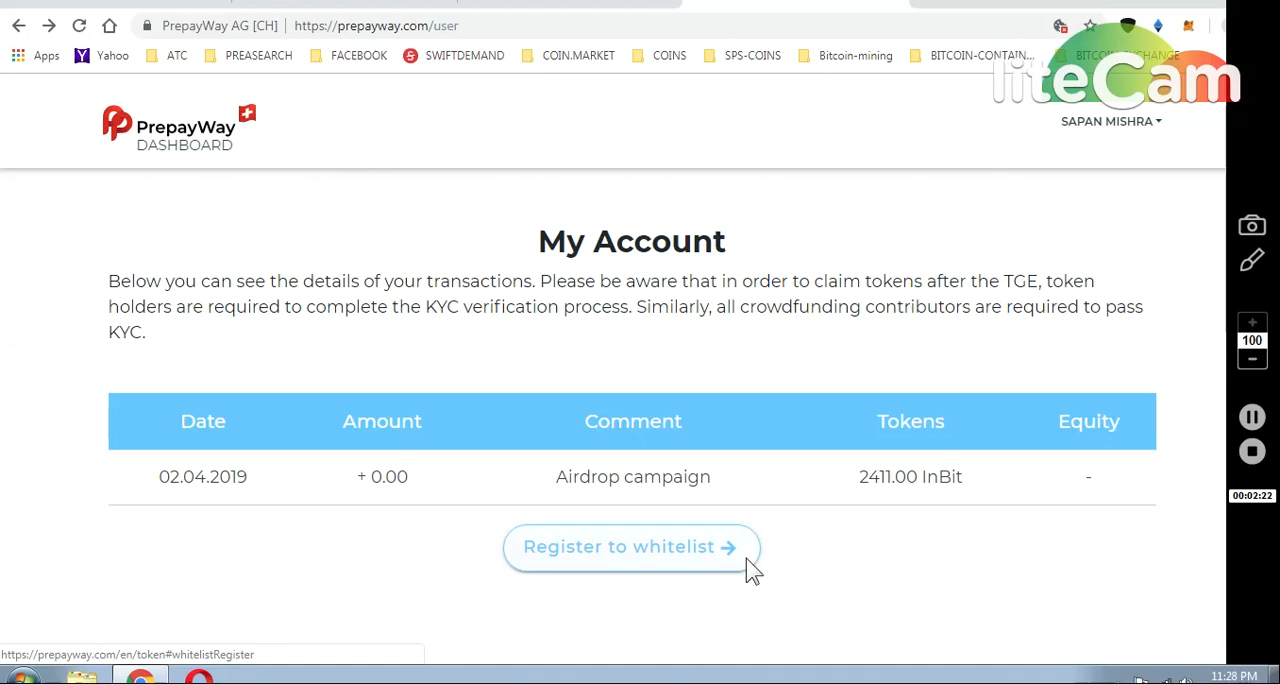 PrepayWay AG [CH] | https://prepayway.com/user
Apps Yahoo ATC PREASEARCH FACEBOOK SWIFTDEMAND COIN.MARKET COINS SPS-COINS Bitcoin-mining BITCOIN-CONTAIN... BITCOIN-EXCHANGE
liteCam
PrepayWay
DASHBOARD
SAPAN MISHRA
My Account
Below you can see the details of your transactions. Please be aware that in order to claim tokens after the TGE, token
holders are required to complete the KYC verification process. Similarly, all crowdfunding contributors are required to pass
KYC.
Date Amount Comment Tokens Equity
02.04.2019 + 0.00 Airdrop campaign 2411.00 InBit -
Register to whitelist →
100
00:02:22
https://prepayway.com/en/token#whitelistRegister
11:28 PM